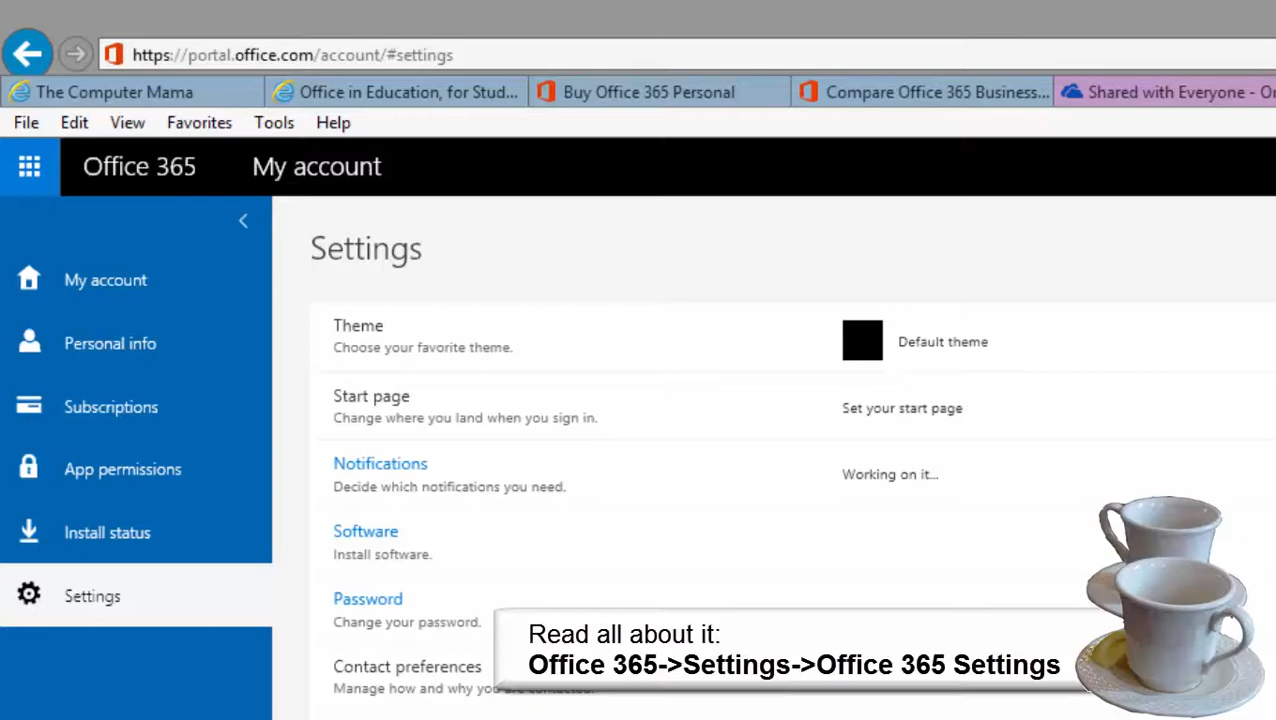 https://portal.office.com/account/#settings
The Computer Mama
Office in Education, for Stud...
Buy Office 365 Personal
Compare Office 365 Business...
Shared with Everyone - On
File Edit View Favorites Tools Help
Office 365 My account
Settings
My account
Personal info
Subscriptions
App permissions
Install status
Settings
Theme
Choose your favorite theme.
Default theme
Start page
Change where you land when you sign in.
Set your start page
Notifications
Decide which notifications you need.
Working on it...
Software
Install software.
Password
Change your password.
Contact preferences
Manage how and why you are contacted.
Read all about it:
Office 365->Settings->Office 365 Settings